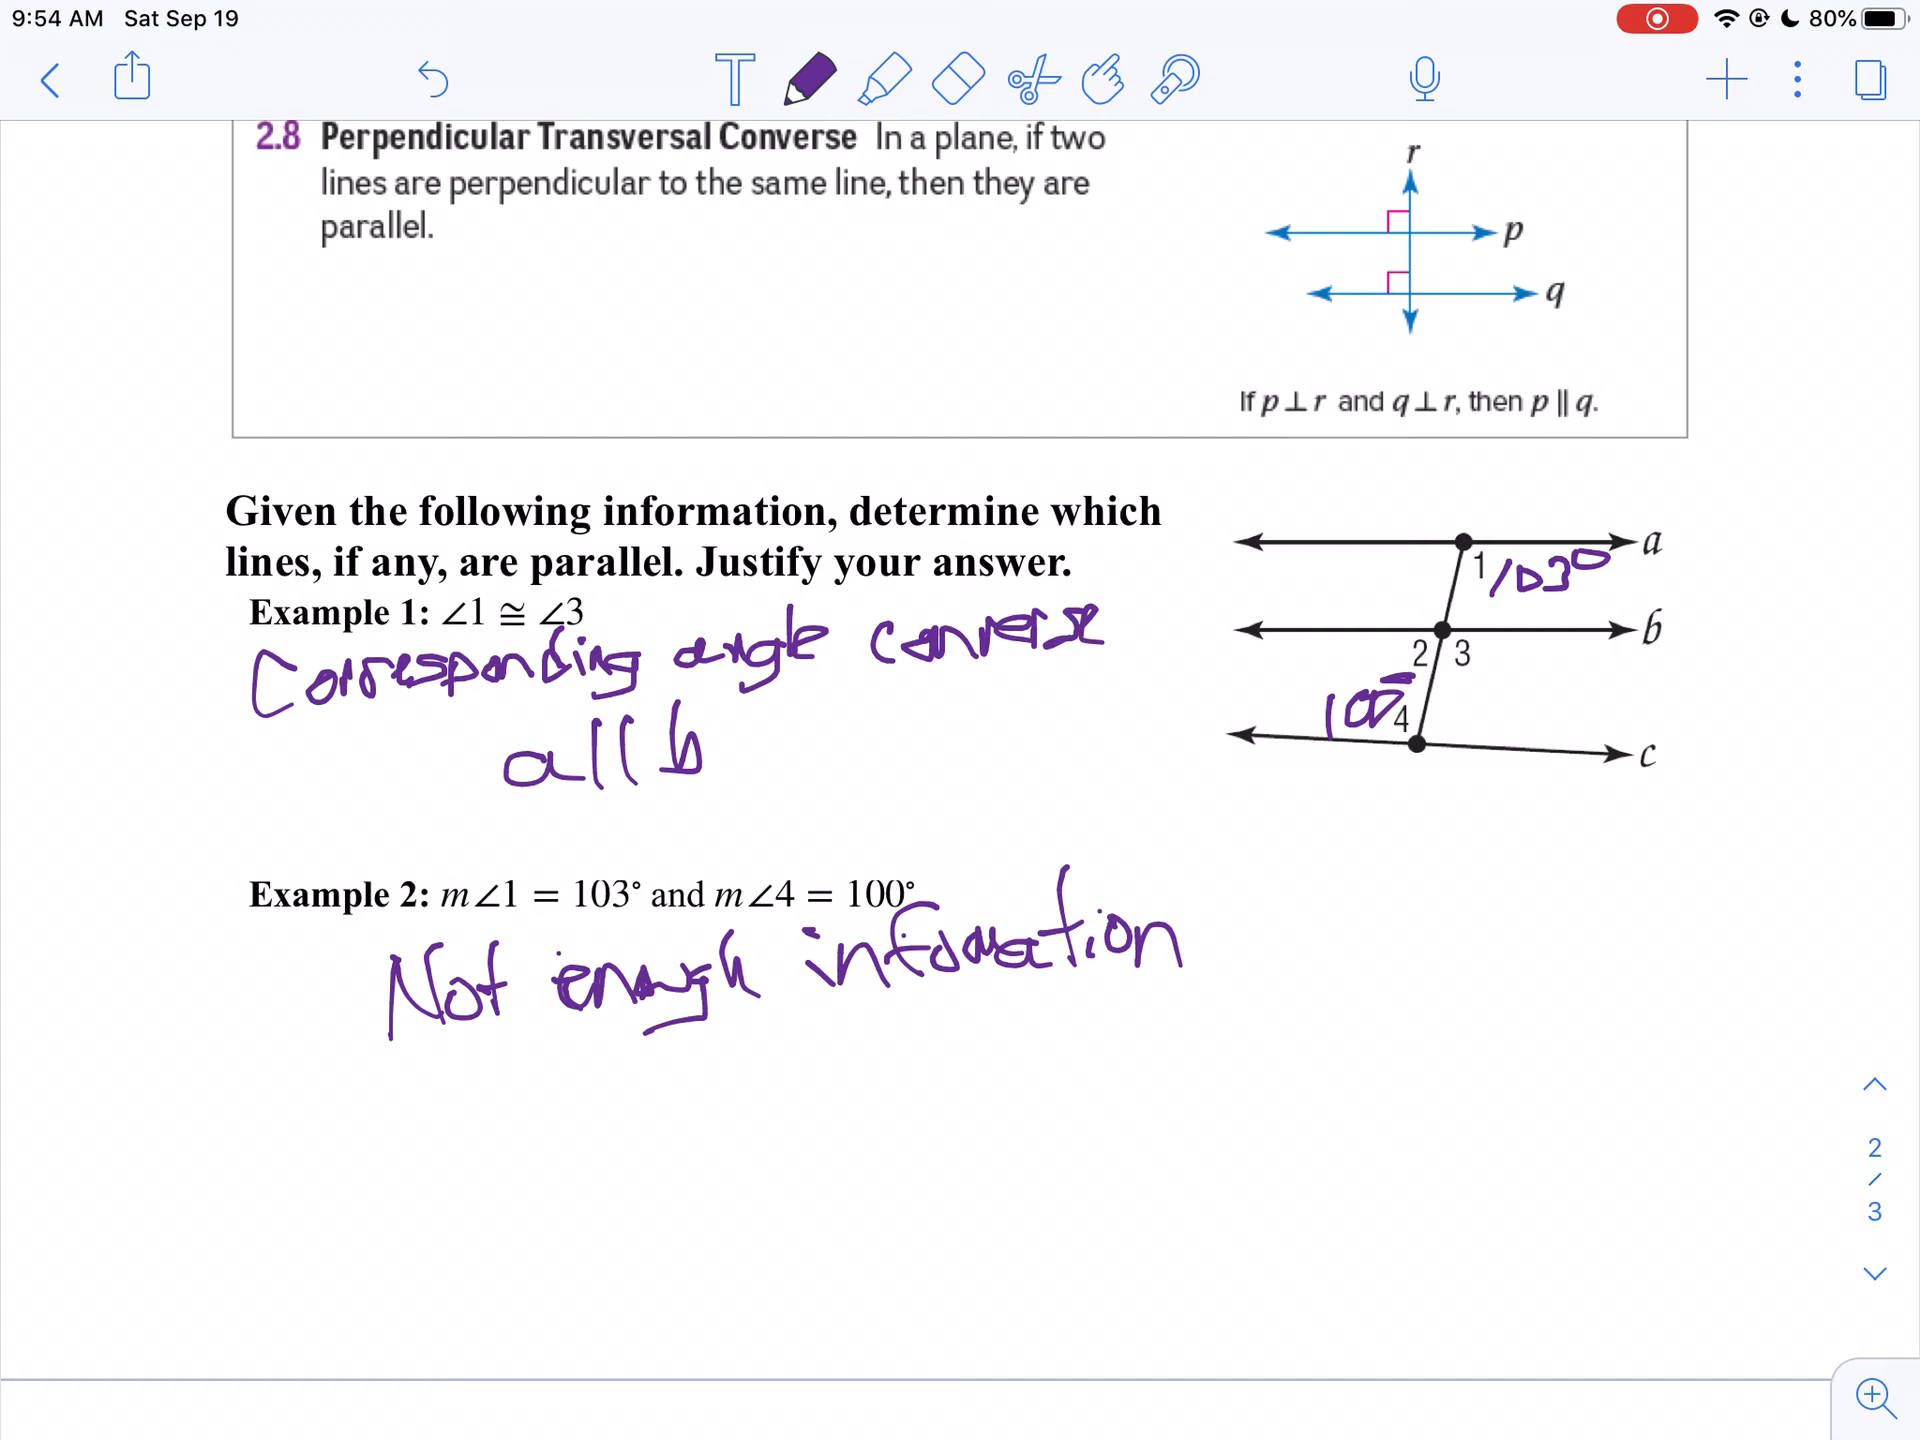 9:54 AM Sat Sep 19
80%
T
2.8 Perpendicular Transversal Converse In a plane, if two
lines are perpendicular to the same line, then they are
parallel.
r
p
q
If p ⊥ r and q ⊥ r, then p || q.
Given the following information, determine which
lines, if any, are parallel. Justify your answer.
Example 1: ∠1 ≅ ∠3
Corresponding angle converse
a || b
a
1 103°
b
2 3
100° 4
c
Example 2: m∠1 = 103° and m∠4 = 100°
Not enough information
2
/
3